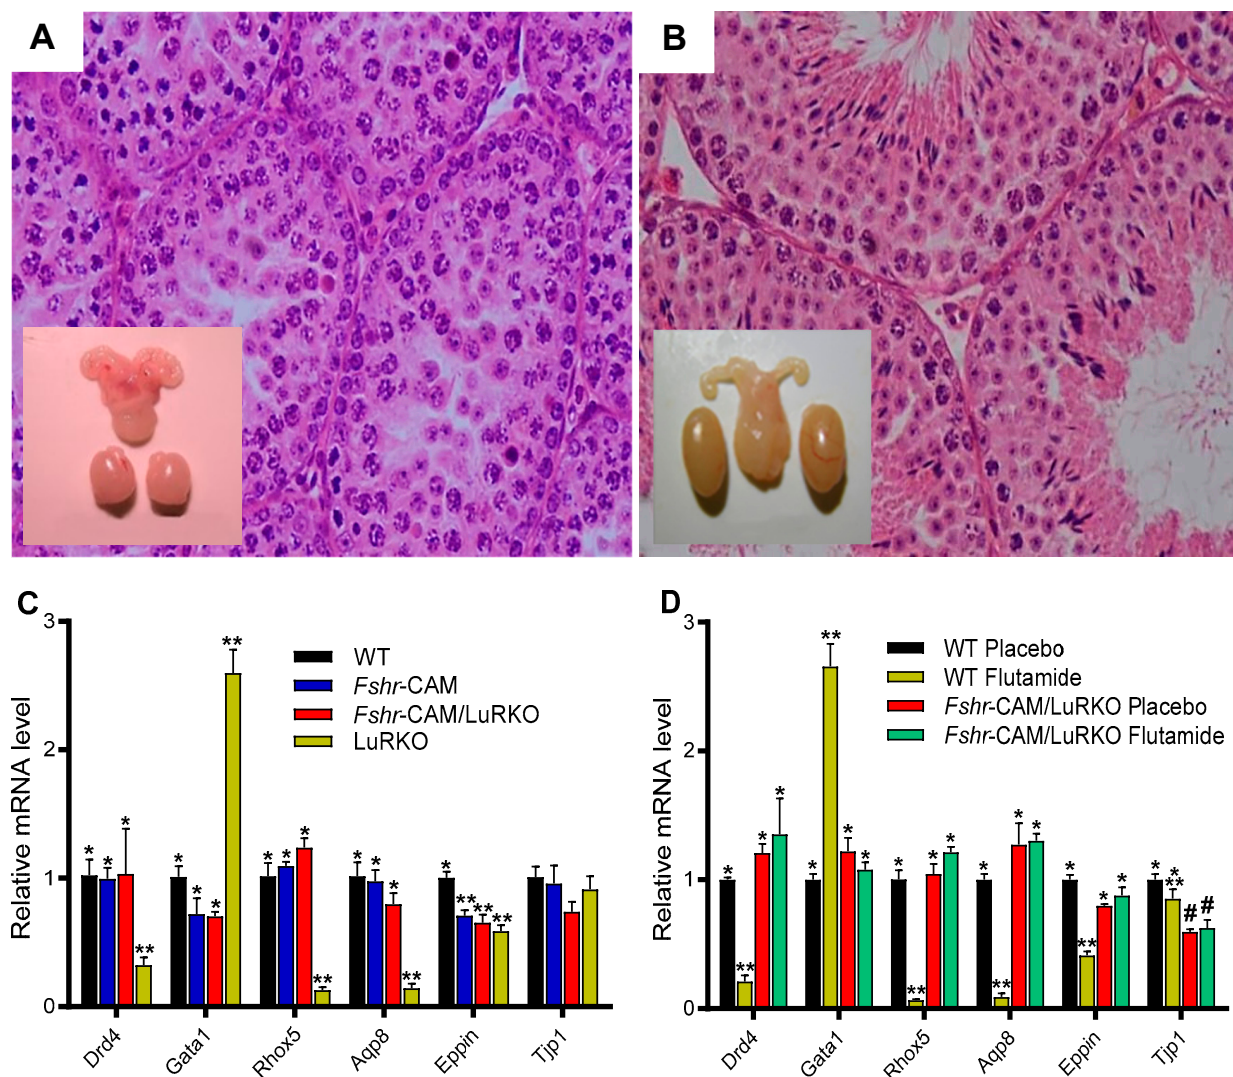 A
B
C
3
2
1
0
Relative mRNA level
WT
Fshr-CAM
Fshr-CAM/LuRKO
LuRKO
* * * **
* * * **
* * * **
* * * **
* ** ** **
Drd4 Gata1 Rhox5 Aqp8 Eppin Tjp1
D
3
2
1
0
Relative mRNA level
WT Placebo
WT Flutamide
Fshr-CAM/LuRKO Placebo
Fshr-CAM/LuRKO Flutamide
* ** * *
* ** * *
* ** * *
* ** * *
* ** * *
* * ** # #
Drd4 Gata1 Rhox5 Aqp8 Eppin Tjp1